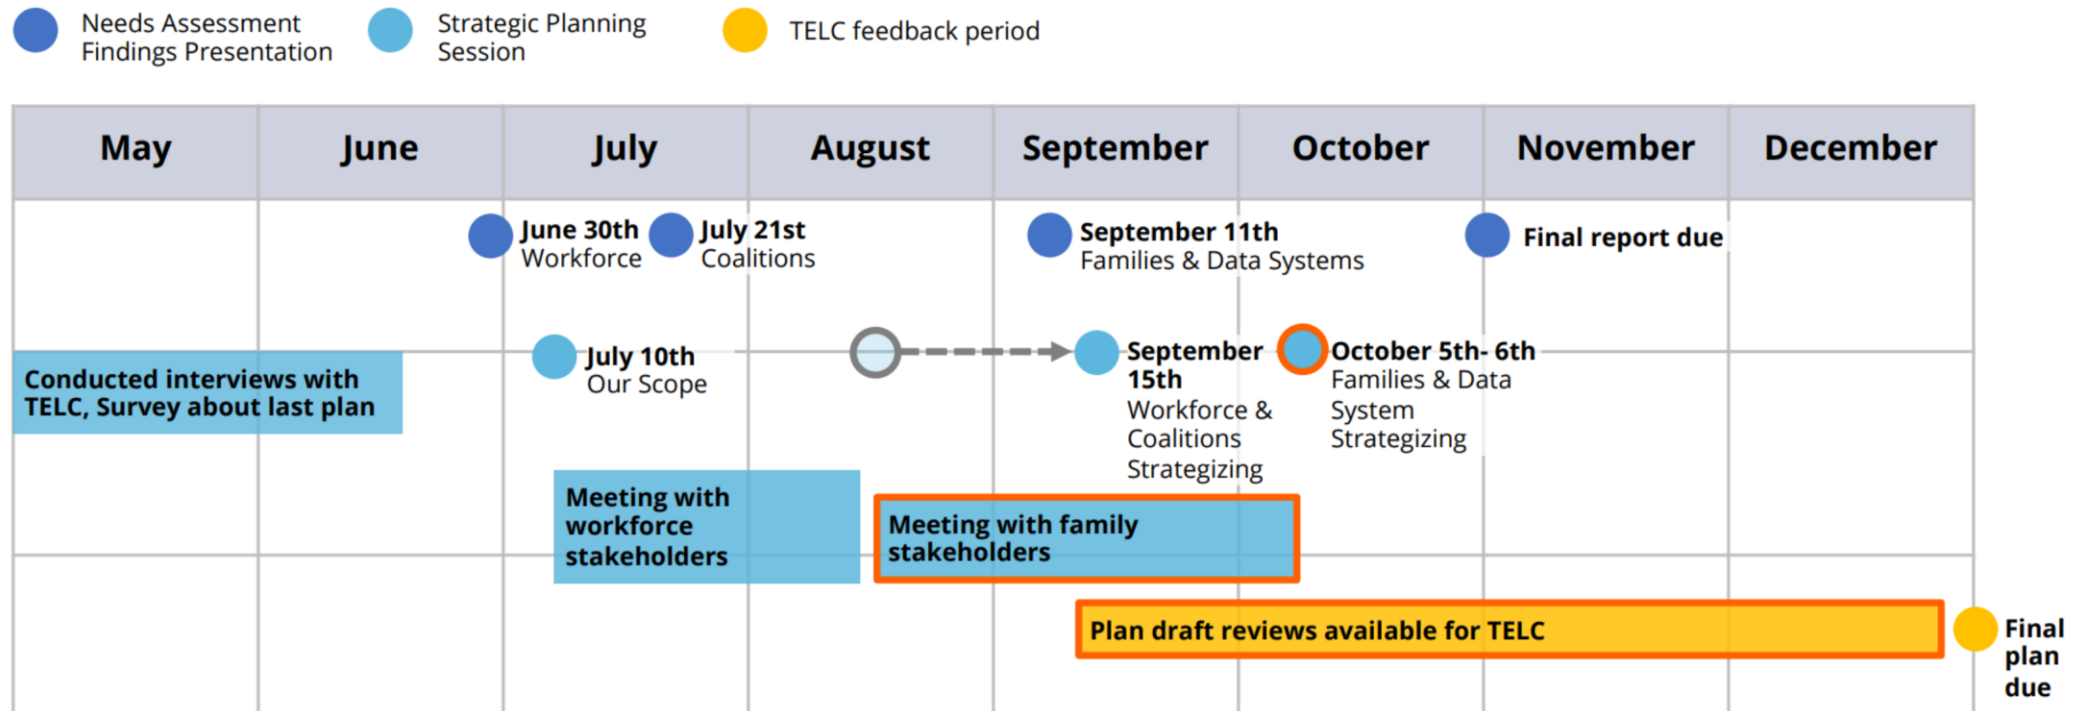 Needs Assessment
Findings Presentation
Strategic Planning
Session
TELC feedback period
May
June
July
August
September
October
November
December
June 30th
Workforce
July 21st
Coalitions
September 11th
Families & Data Systems
Final report due
July 10th
Our Scope
September
15th
Workforce &
Coalitions
Strategizing
October 5th- 6th
Families & Data
System
Strategizing
Conducted interviews with
TELC, Survey about last plan
Meeting with
workforce
stakeholders
Meeting with family
stakeholders
Plan draft reviews available for TELC
Final
plan
due